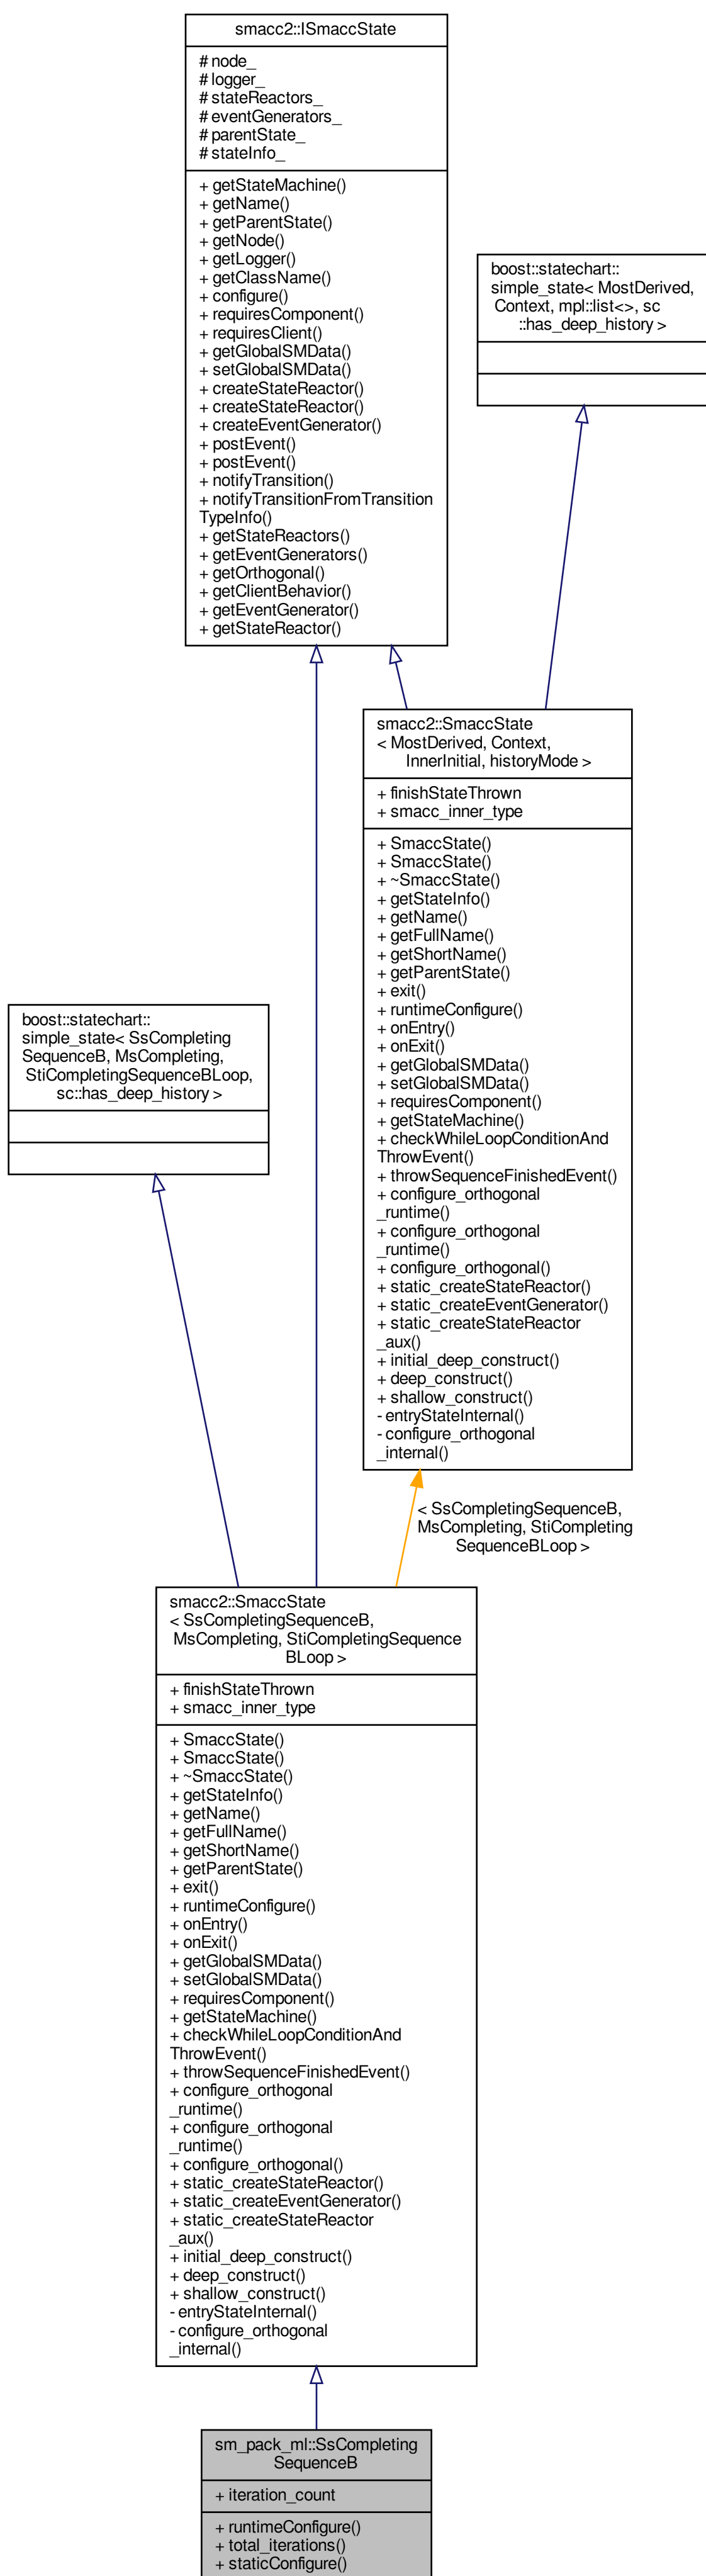 smacc2::ISmaccState
# node_
# logger_
# stateReactors_
# eventGenerators_
# parentState_
# stateInfo_
+ getStateMachine()
+ getName()
+ getParentState()
+ getNode()
+ getLogger()
+ getClassName()
+ configure()
+ requiresComponent()
+ requiresClient()
+ getGlobalSMData()
+ setGlobalSMData()
+ createStateReactor()
+ createStateReactor()
+ createEventGenerator()
+ postEvent()
+ postEvent()
+ notifyTransition()
+ notifyTransitionFromTransition
TypeInfo()
+ getStateReactors()
+ getEventGenerators()
+ getOrthogonal()
+ getClientBehavior()
+ getEventGenerator()
+ getStateReactor()
boost::statechart::
simple_state< MostDerived,
Context, mpl::list<>, sc
::has_deep_history >
smacc2::SmaccState
< MostDerived, Context,
InnerInitial, historyMode >
+ finishStateThrown
+ smacc_inner_type
+ SmaccState()
+ SmaccState()
+ ~SmaccState()
+ getStateInfo()
+ getName()
+ getFullName()
+ getShortName()
+ getParentState()
+ exit()
+ runtimeConfigure()
+ onEntry()
+ onExit()
+ getGlobalSMData()
+ setGlobalSMData()
+ requiresComponent()
+ getStateMachine()
+ checkWhileLoopConditionAnd
ThrowEvent()
+ throwSequenceFinishedEvent()
+ configure_orthogonal
_runtime()
+ configure_orthogonal
_runtime()
+ configure_orthogonal()
+ static_createStateReactor()
+ static_createEventGenerator()
+ static_createStateReactor
_aux()
+ initial_deep_construct()
+ deep_construct()
+ shallow_construct()
- entryStateInternal()
- configure_orthogonal
_internal()
boost::statechart::
simple_state< SsCompleting
SequenceB, MsCompleting,
StiCompletingSequenceBLoop,
sc::has_deep_history >
< SsCompletingSequenceB,
MsCompleting, StiCompleting
SequenceBLoop >
smacc2::SmaccState
< SsCompletingSequenceB,
MsCompleting, StiCompletingSequence
BLoop >
+ finishStateThrown
+ smacc_inner_type
+ SmaccState()
+ SmaccState()
+ ~SmaccState()
+ getStateInfo()
+ getName()
+ getFullName()
+ getShortName()
+ getParentState()
+ exit()
+ runtimeConfigure()
+ onEntry()
+ onExit()
+ getGlobalSMData()
+ setGlobalSMData()
+ requiresComponent()
+ getStateMachine()
+ checkWhileLoopConditionAnd
ThrowEvent()
+ throwSequenceFinishedEvent()
+ configure_orthogonal
_runtime()
+ configure_orthogonal
_runtime()
+ configure_orthogonal()
+ static_createStateReactor()
+ static_createEventGenerator()
+ static_createStateReactor
_aux()
+ initial_deep_construct()
+ deep_construct()
+ shallow_construct()
- entryStateInternal()
- configure_orthogonal
_internal()
sm_pack_ml::SsCompleting
SequenceB
+ iteration_count
+ runtimeConfigure()
+ total_iterations()
+ staticConfigure()